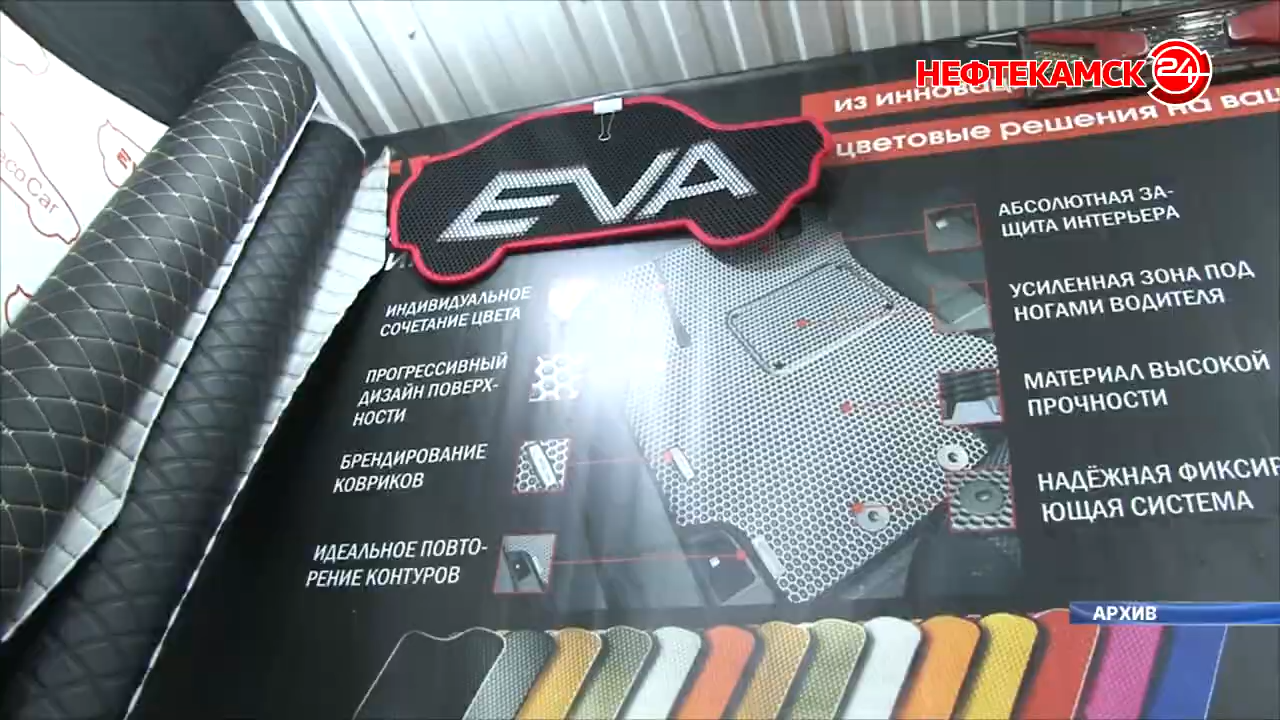 НЕФТЕКАМСК 24
ИЗ ИННОВАЦ
ЦВЕТОВЫЕ РЕШЕНИЯ НА ВАШ
EVA
acoCar
ИНДИВИДУАЛЬНОЕ
СОЧЕТАНИЕ ЦВЕТА
ПРОГРЕССИВНЫЙ
ДИЗАЙН ПОВЕРХ-
НОСТИ
БРЕНДИРОВАНИЕ
КОВРИКОВ
ИДЕАЛЬНОЕ ПОВТО-
РЕНИЕ КОНТУРОВ
АБСОЛЮТНАЯ ЗА-
ЩИТА ИНТЕРЬЕРА
УСИЛЕННАЯ ЗОНА ПОД
НОГАМИ ВОДИТЕЛЯ
МАТЕРИАЛ ВЫСОКОЙ
ПРОЧНОСТИ
НАДЁЖНАЯ ФИКСИР
ЮЩАЯ СИСТЕМА
АРХИВ